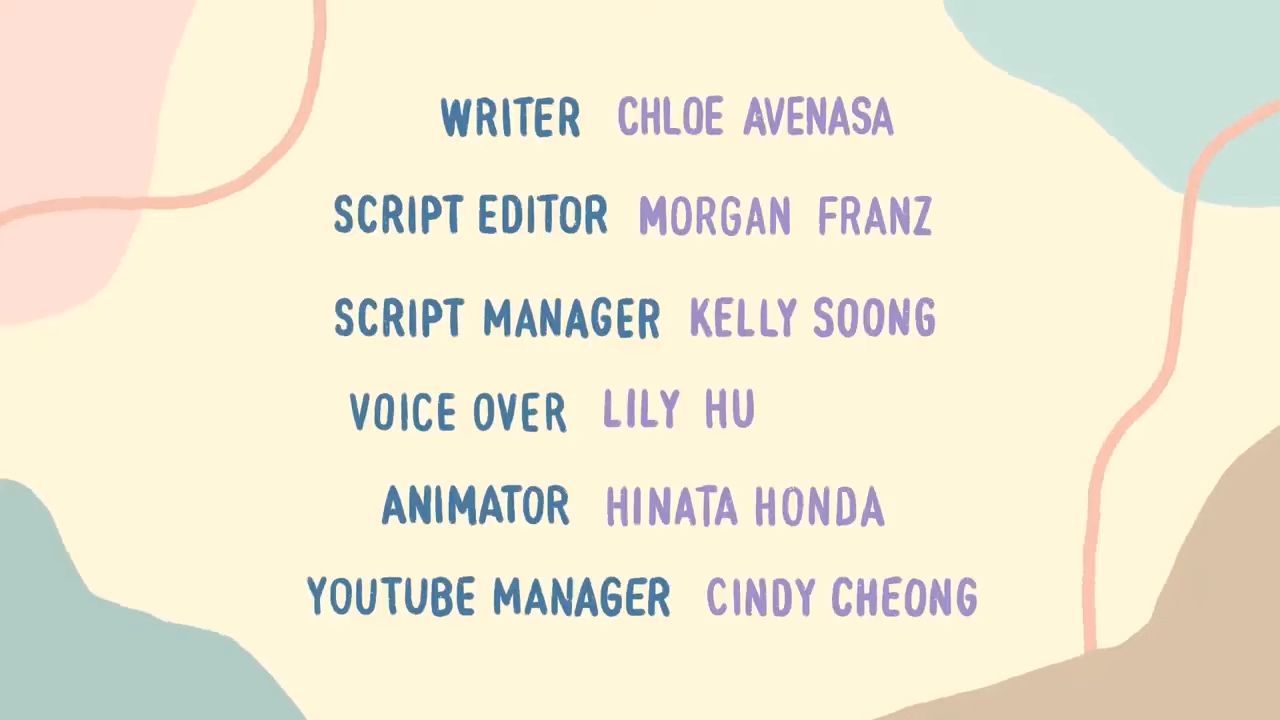 WRITER CHLOE AVENASA
SCRIPT EDITOR MORGAN FRANZ
SCRIPT MANAGER KELLY SOONG
VOICE OVER LILY HU
ANIMATOR HINATA HONDA
YOUTUBE MANAGER CINDY CHEONG